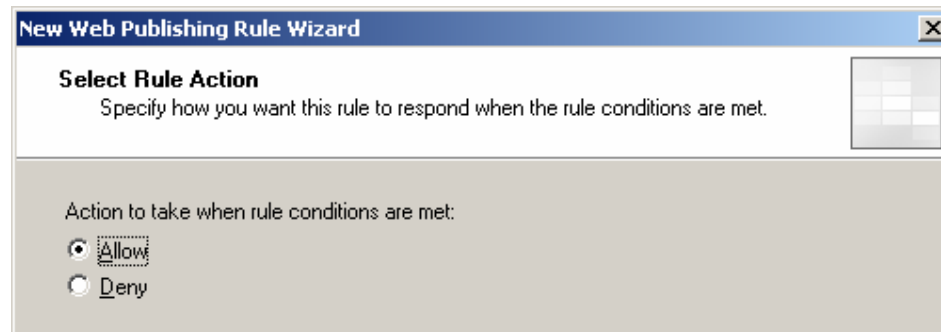 New Web Publishing Rule Wizard
Select Rule Action
Specify how you want this rule to respond when the rule conditions are met.
Action to take when rule conditions are met:
Allow
Deny